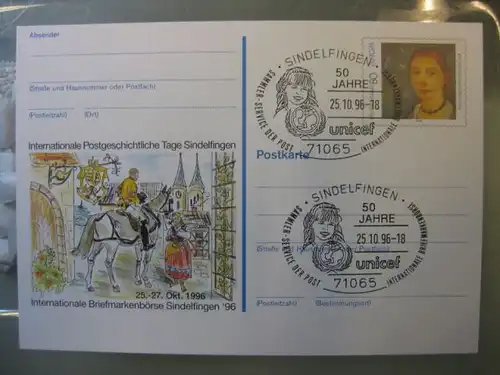 Absender
(Straße und Hausnummer oder Postfach)
(Postleitzahl) (Ort)
Internationale Postgeschichtliche Tage Sindelfingen
25.-27. Okt. 1996
Internationale Briefmarkenbörse Sindelfingen '96
SINDELFINGEN
50
JAHRE
25.10.96-18
unicef
71065
SAMMLER-SERVICE DER POST
INTERNATIONALE BRIEFMARKENBÖRSE
80
Postkarte
SINDELFINGEN
50
JAHRE
25.10.96-18
unicef
71065
SAMMLER-SERVICE DER POST
INTERNATIONALE BRIEFMARKENBÖRSE
(Postleitzahl) (Bestimmungsort)